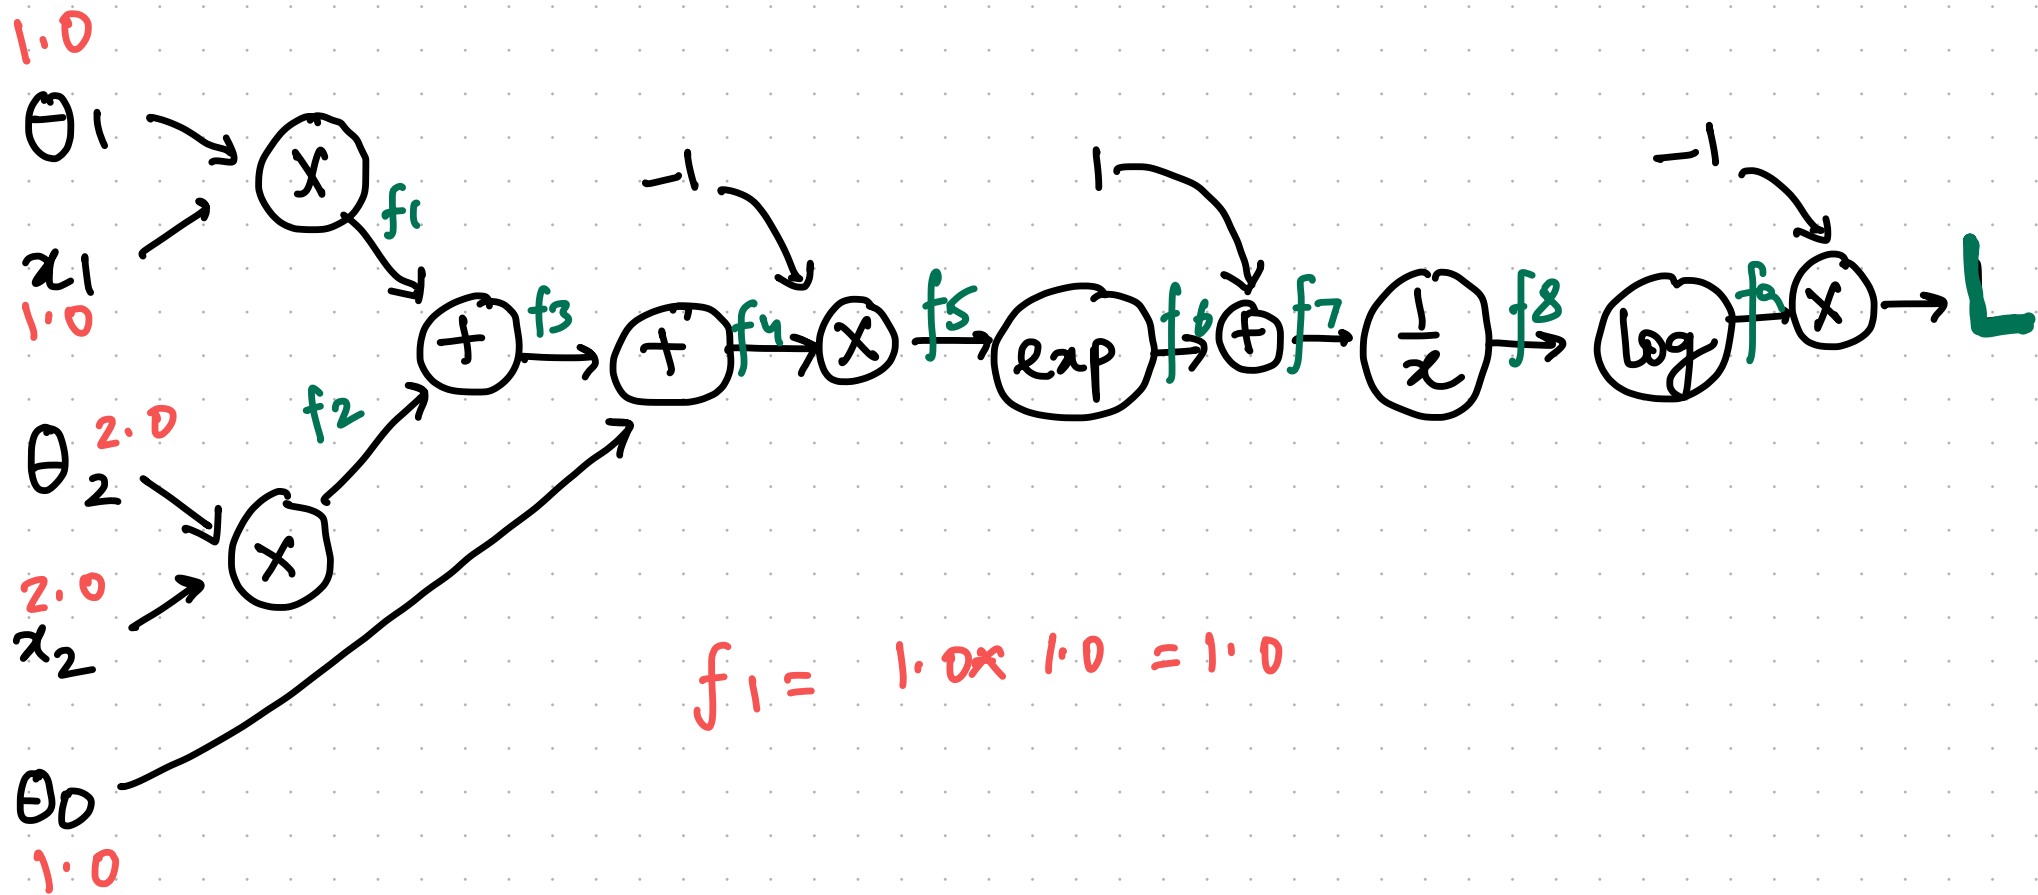 1.0
θ1
x1
1.0
x
f1
+
f3
+
f4
-1
x
f5
exp
f6
1
+
f7
1/x
f8
log
f9
-1
x
L
f2
θ2 2.0
x
2.0
x2
f1 = 1.0x 1.0 = 1.0
θ0
1.0